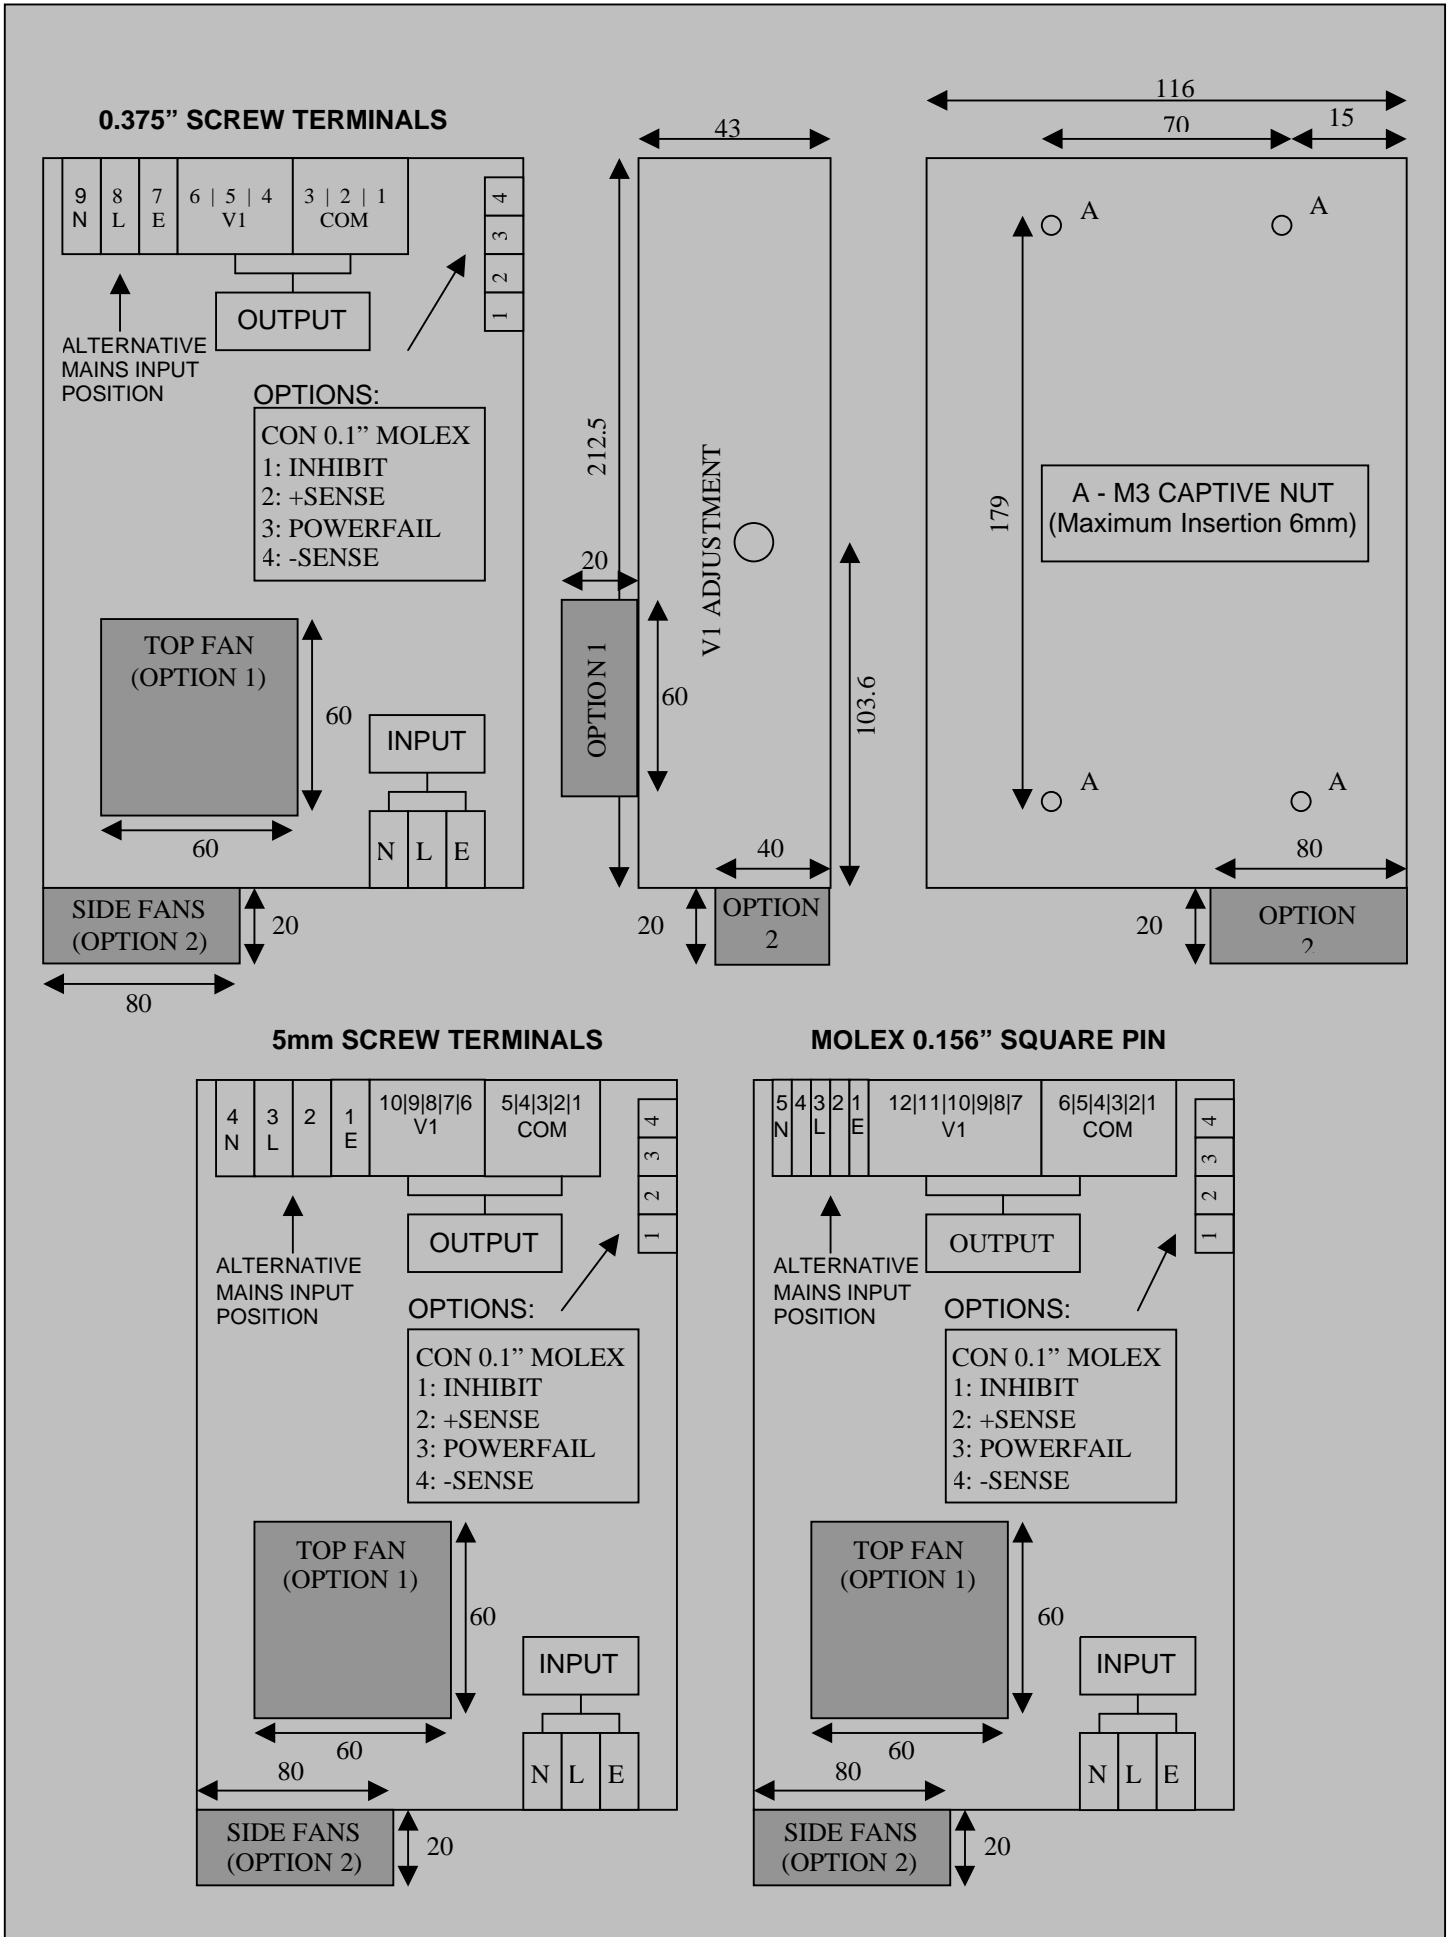 0.375” SCREW TERMINALS
9 8 7 6 | 5 | 4 3 | 2 | 1
N L E V1 COM
4
3
2
1
OUTPUT
ALTERNATIVE
MAINS INPUT
POSITION
OPTIONS:
CON 0.1” MOLEX
1: INHIBIT
2: +SENSE
3: POWERFAIL
4: -SENSE
TOP FAN
(OPTION 1)
60
60
INPUT
N L E
SIDE FANS
(OPTION 2)
20
80
43
212.5
V1 ADJUSTMENT
20
OPTION 1
60
103.6
40
20
OPTION
2
116
70
15
A
A
179
A - M3 CAPTIVE NUT
(Maximum Insertion 6mm)
A
A
80
20
OPTION
2
5mm SCREW TERMINALS
4 3 2 1 10|9|8|7|6 5|4|3|2|1
N L E V1 COM
4
3
2
1
OUTPUT
ALTERNATIVE
MAINS INPUT
POSITION
OPTIONS:
CON 0.1” MOLEX
1: INHIBIT
2: +SENSE
3: POWERFAIL
4: -SENSE
TOP FAN
(OPTION 1)
60
60
INPUT
N L E
80
SIDE FANS
(OPTION 2)
20
MOLEX 0.156” SQUARE PIN
5 4 3 2 1 12|11|10|9|8|7 6|5|4|3|2|1
N L E V1 COM
4
3
2
1
OUTPUT
ALTERNATIVE
MAINS INPUT
POSITION
OPTIONS:
CON 0.1” MOLEX
1: INHIBIT
2: +SENSE
3: POWERFAIL
4: -SENSE
TOP FAN
(OPTION 1)
60
60
INPUT
N L E
80
SIDE FANS
(OPTION 2)
20